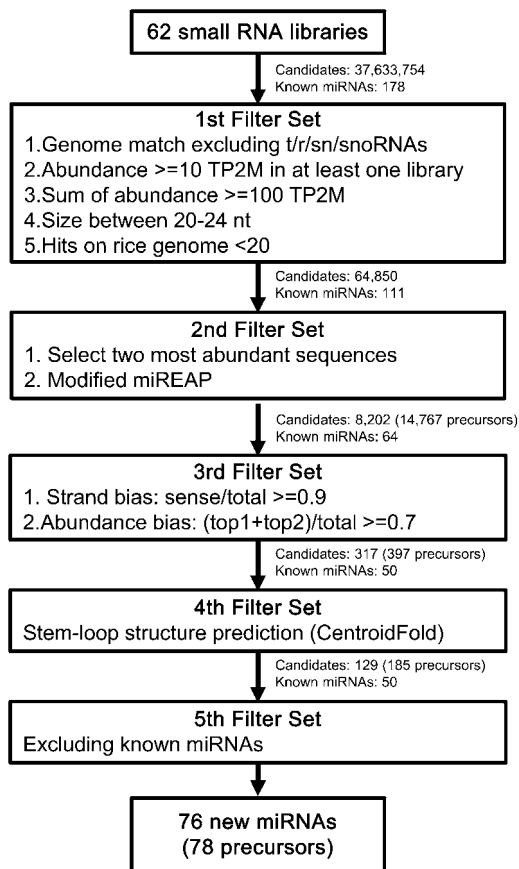 62 small RNA libraries
Candidates: 37,633,754
Known miRNAs: 178
1st Filter Set
1.Genome match excluding t/r/sn/snoRNAs
2.Abundance >=10 TP2M in at least one library
3.Sum of abundance >=100 TP2M
4.Size between 20-24 nt
5.Hits on rice genome <20
Candidates: 64,850
Known miRNAs: 111
2nd Filter Set
1. Select two most abundant sequences
2. Modified miREAP
Candidates: 8,202 (14,767 precursors)
Known miRNAs: 64
3rd Filter Set
1. Strand bias: sense/total >=0.9
2.Abundance bias: (top1+top2)/total >=0.7
Candidates: 317 (397 precursors)
Known miRNAs: 50
4th Filter Set
Stem-loop structure prediction (CentroidFold)
Candidates: 129 (185 precursors)
Known miRNAs: 50
5th Filter Set
Excluding known miRNAs
76 new miRNAs
(78 precursors)